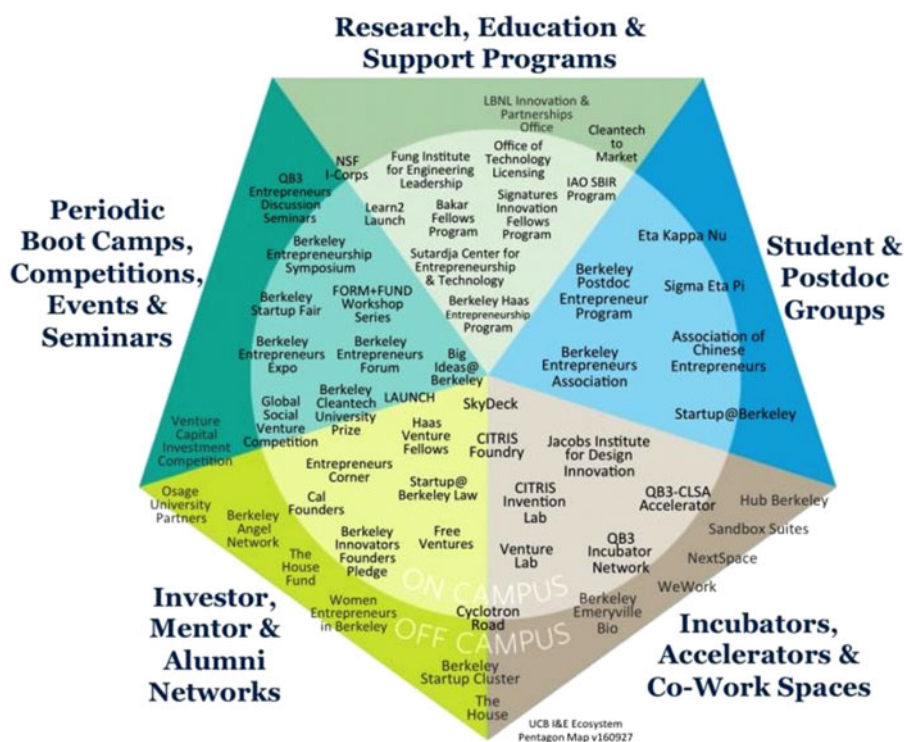 Research, Education &
Support Programs
LBNL Innovation &
Partnerships
Office
Cleantech
to
Market
NSF
I-Corps
Fung Institute
for Engineering
Leadership
Office of
Technology
Licensing
IAO SBIR
Program
Learn2
Launch
Bakar
Fellows
Program
Signatures
Innovation
Fellows
Program
Sutardja Center for
Entrepreneurship
& Technology
Berkeley Haas
Entrepreneurship
Program
Periodic
Boot Camps,
Competitions,
Events &
Seminars
QB3
Entrepreneurs
Discussion
Seminars
Berkeley
Entrepreneurship
Symposium
Berkeley
Startup Fair
FORM+FUND
Workshop
Series
Berkeley
Entrepreneurs
Expo
Berkeley
Entrepreneurs
Forum
Big
Ideas@
Berkeley
Global
Social
Venture
Competition
Berkeley
Cleantech
University
Prize
LAUNCH
Venture
Capital
Investment
Competition
Student &
Postdoc
Groups
Eta Kappa Nu
Berkeley
Postdoc
Entrepreneur
Program
Sigma Eta Pi
Berkeley
Entrepreneurs
Association
Association of
Chinese
Entrepreneurs
Startup@Berkeley
Investor,
Mentor &
Alumni
Networks
Osage
University
Partners
Berkeley
Angel
Network
The
House
Fund
Women
Entrepreneurs
in Berkeley
Haas
Venture
Fellows
Entrepreneurs
Corner
Startup@
Berkeley Law
Cal
Founders
Berkeley
Innovators
Founders
Pledge
Free
Ventures
Berkeley
Startup Cluster
The
House
SkyDeck
CITRIS
Foundry
Cyclotron
Road
ON CAMPUS
OFF CAMPUS
Incubators,
Accelerators &
Co-Work Spaces
Jacobs Institute
for Design
Innovation
CITRIS
Invention
Lab
QB3-CLSA
Accelerator
Venture
Lab
QB3
Incubator
Network
Hub Berkeley
Sandbox Suites
NextSpace
WeWork
Berkeley
Emeryville
Bio
UCB I&E Ecosystem
Pentagon Map v160927